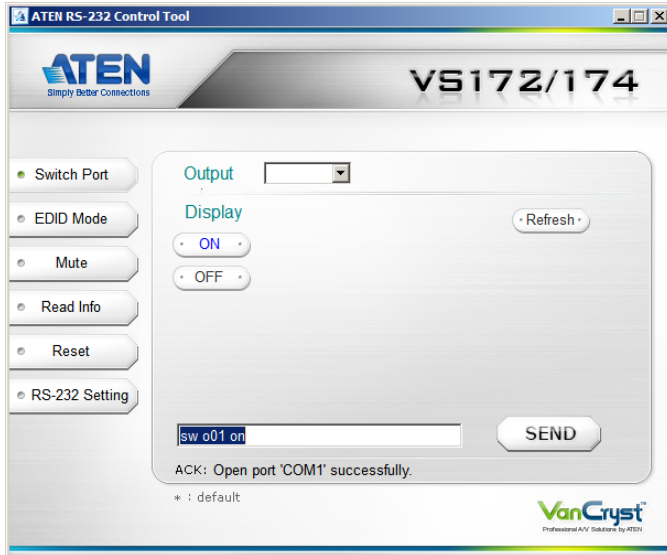 ATEN RS-232 Control Tool
ATEN
Simply Better Connections
VS172/174
Switch Port
EDID Mode
Mute
Read Info
Reset
RS-232 Setting
Output
Display
ON
OFF
Refresh
sw o01 on
SEND
ACK: Open port 'COM1' successfully.
* : default
VanCryst™
Professional A/V Solutions by ATEN